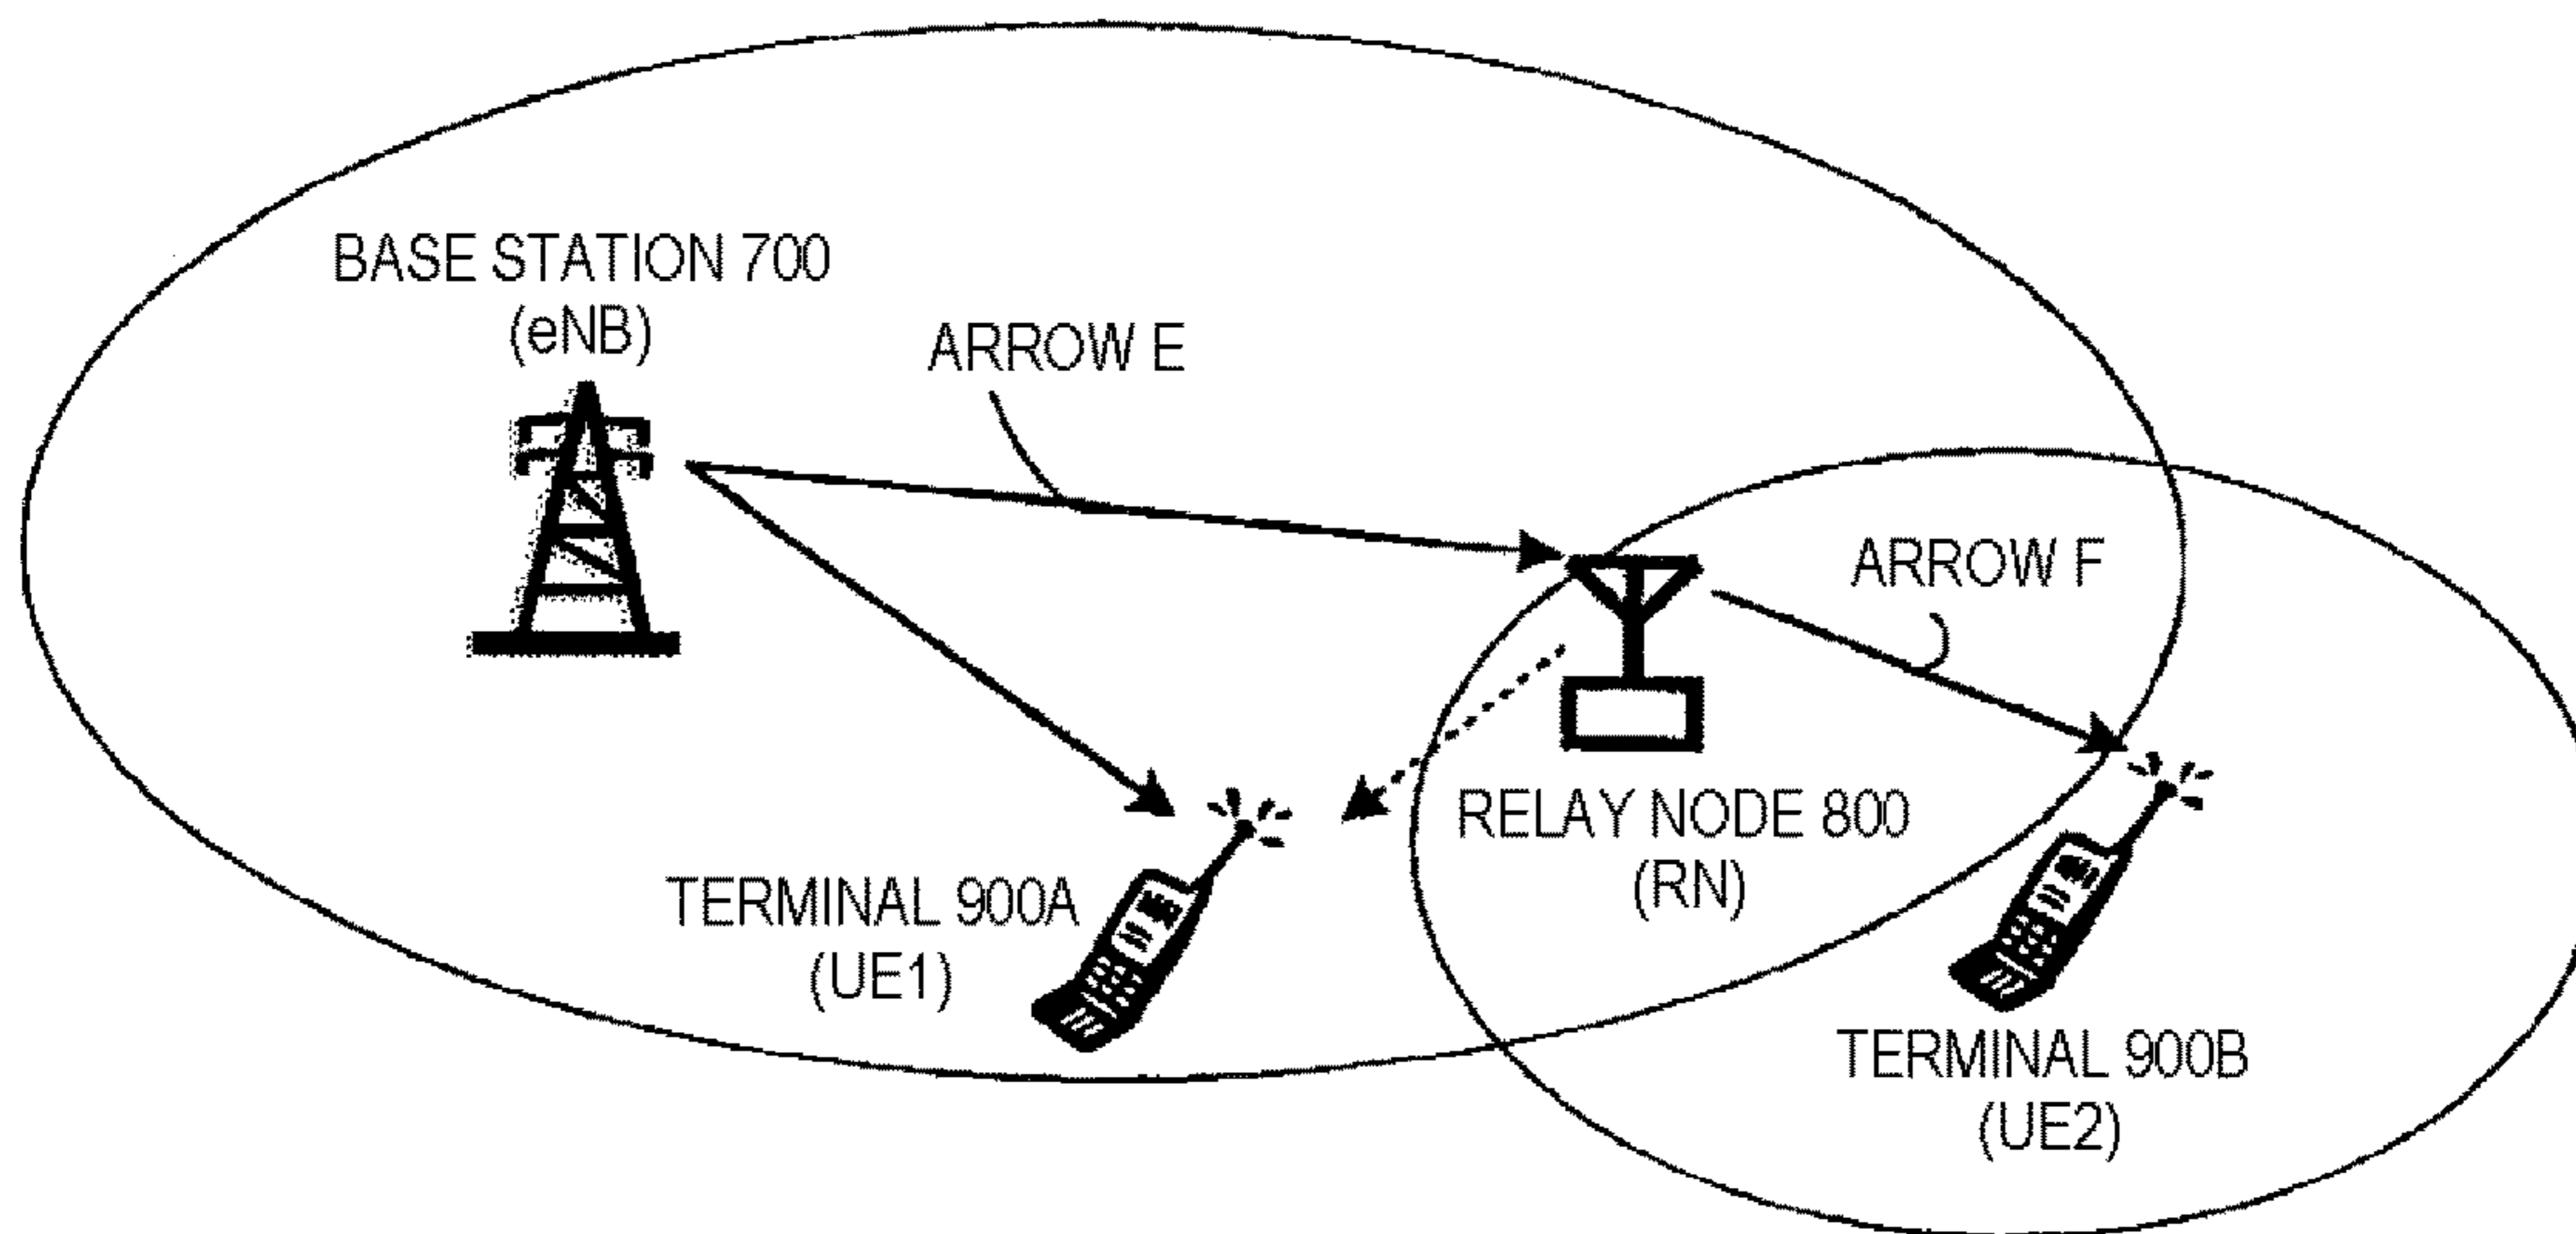 BASE STATION 700
(eNB)
ARROW E
ARROW F
RELAY NODE 800
(RN)
TERMINAL 900A
(UE1)
TERMINAL 900B
(UE2)